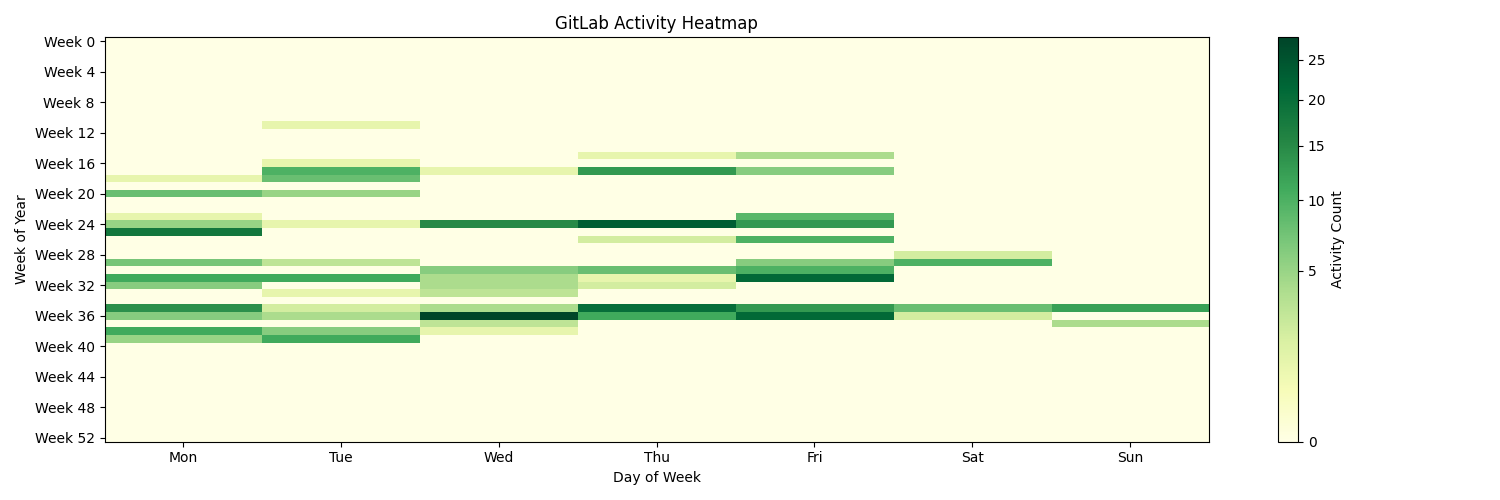 GitLab Activity Heatmap
Week 0
Week 4
Week 8
Week 12
Week 16
Week 20
Week 24
Week 28
Week 32
Week 36
Week 40
Week 44
Week 48
Week 52
Week of Year
Mon Tue Wed Thu Fri Sat Sun
Day of Week
25
20
15
10
5
0
Activity Count